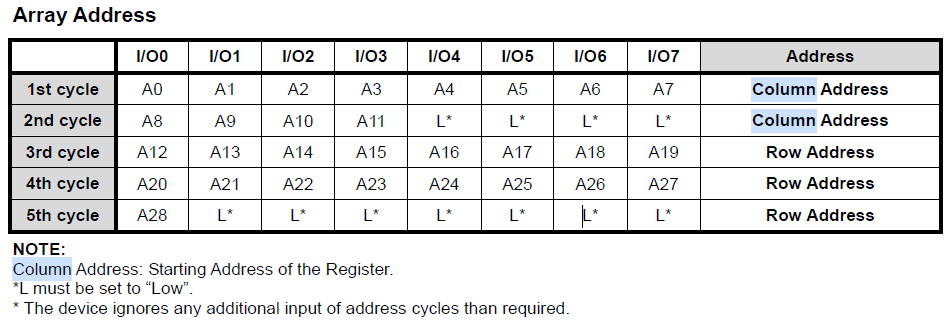 Array Address
I/O0 I/O1 I/O2 I/O3 I/O4 I/O5 I/O6 I/O7 Address
1st cycle A0 A1 A2 A3 A4 A5 A6 A7 Column Address
2nd cycle A8 A9 A10 A11 L* L* L* L* Column Address
3rd cycle A12 A13 A14 A15 A16 A17 A18 A19 Row Address
4th cycle A20 A21 A22 A23 A24 A25 A26 A27 Row Address
5th cycle A28 L* L* L* L* L* L* L* Row Address
NOTE:
Column Address: Starting Address of the Register.
*L must be set to “Low”.
* The device ignores any additional input of address cycles than required.